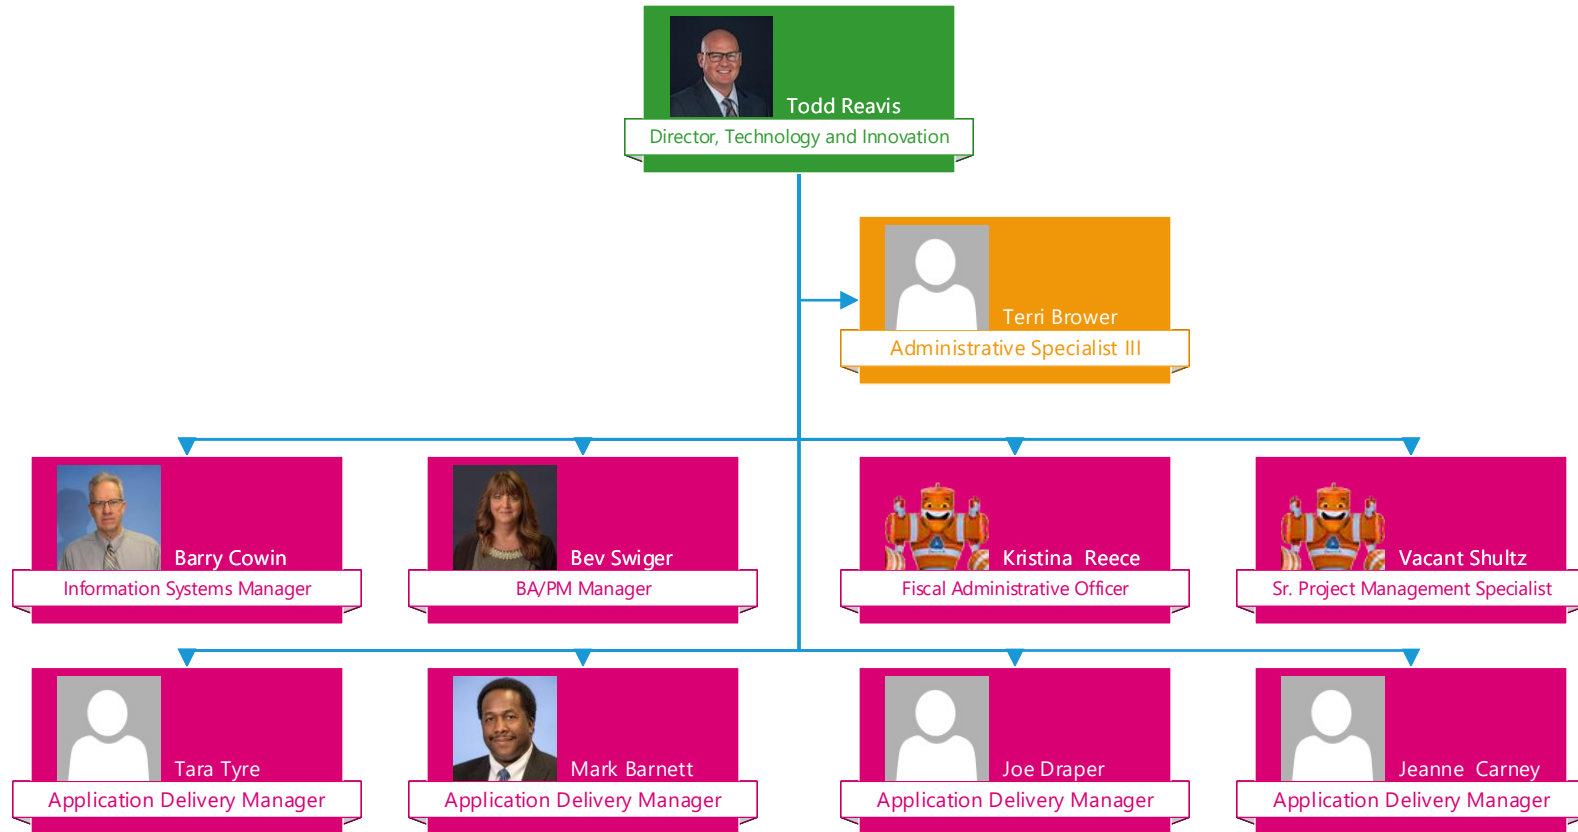 Todd Reavis
Director, Technology and Innovation
Terri Brower
Administrative Specialist III
Barry Cowin
Information Systems Manager
Bev Swiger
BA/PM Manager
Kristina  Reece
Fiscal Administrative Officer
Vacant Shultz
Sr. Project Management Specialist
Tara Tyre
Application Delivery Manager
Mark Barnett
Application Delivery Manager
Joe Draper
Application Delivery Manager
Jeanne  Carney
Application Delivery Manager